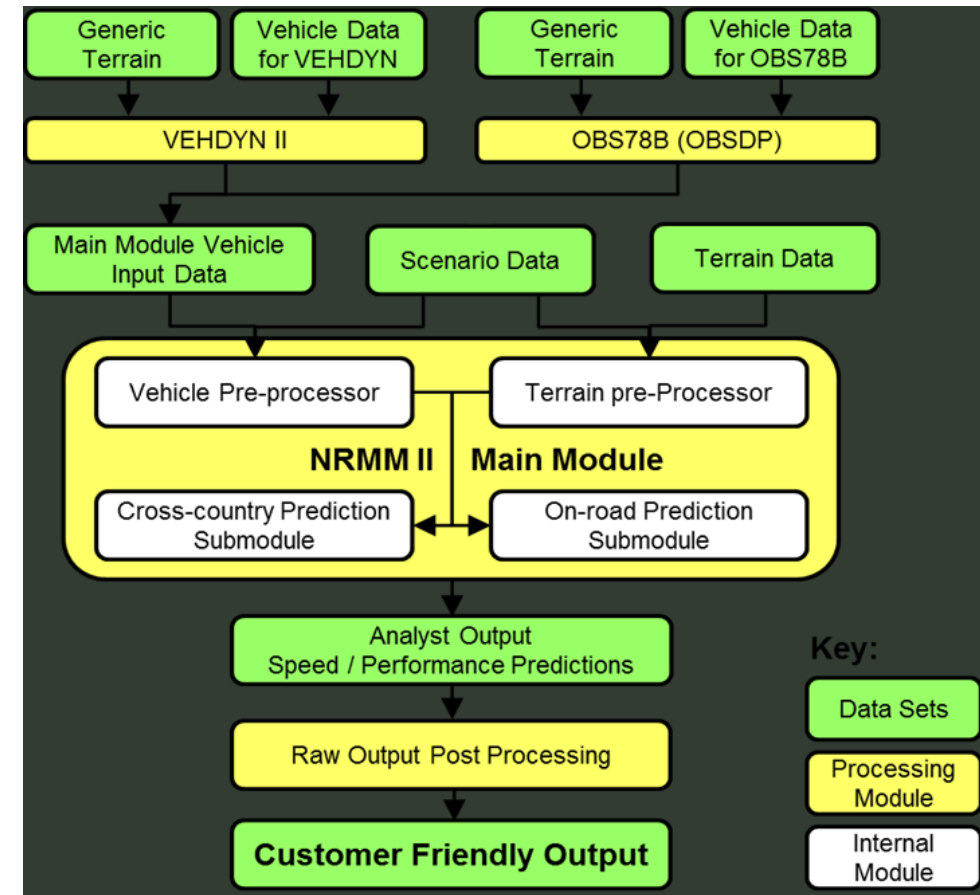 Generic
Terrain
Vehicle Data
for VEHDYN
Generic
Terrain
Vehicle Data
for OBS78B
VEHDYN II
OBS78B (OBSDP)
Main Module Vehicle
Input Data
Scenario Data
Terrain Data
Vehicle Pre-processor
Terrain pre-Processor
NRMM II
Main Module
Cross-country Prediction
Submodule
On-road Prediction
Submodule
Analyst Output
Speed / Performance Predictions
Raw Output Post Processing
Customer Friendly Output
Key:
Data Sets
Processing
Module
Internal
Module